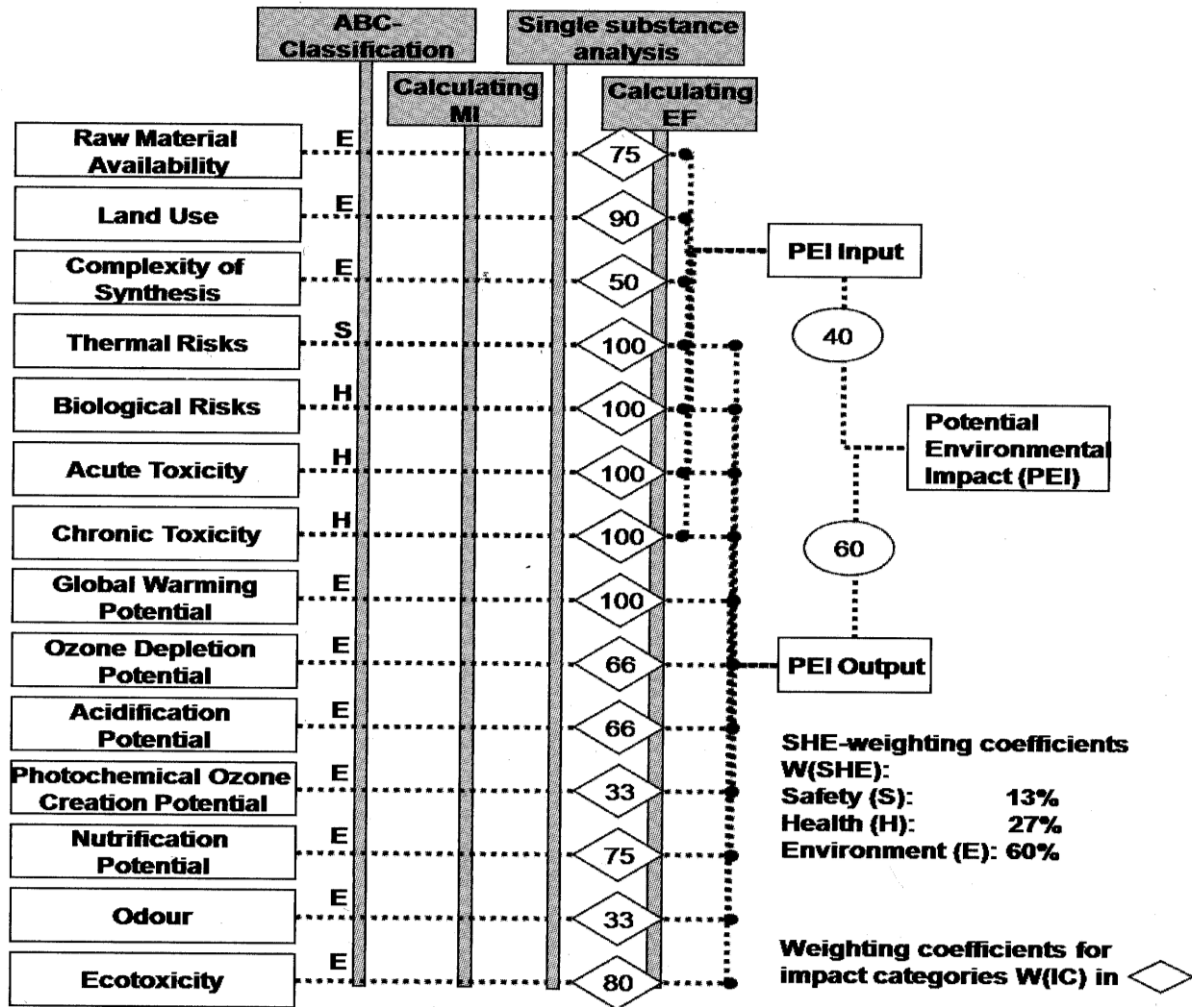 ABC-
Classification
Single substance
analysis
Calculating
MI
Calculating
EF
Raw Material
Availability
E
75
Land Use
E
90
Complexity of
Synthesis
E
50
Thermal Risks
S
100
Biological Risks
H
100
Acute Toxicity
H
100
Chronic Toxicity
H
100
Global Warming
Potential
E
100
Ozone Depletion
Potential
E
66
Acidification
Potential
E
66
Photochemical Ozone
Creation Potential
E
33
Nutrification
Potential
E
75
Odour
E
33
Ecotoxicity
E
80
PEI Input
40
Potential
Environmental
Impact (PEI)
60
PEI Output
SHE-weighting coefficients
W(SHE):
Safety (S): 13%
Health (H): 27%
Environment (E): 60%
Weighting coefficients for
impact categories W(IC) in